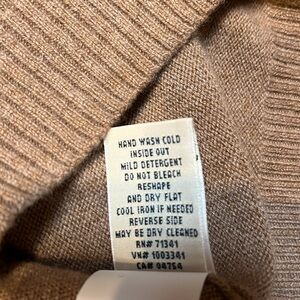 HAND WASH COLD
INSIDE OUT
MILD DETERGENT
DO NOT BLEACH
RESHAPE
AND DRY FLAT
COOL IRON IF NEEDED
REVERSE SIDE
MAY BE DRY CLEANED
RN# 71341
VN# 1003341
CA# 04754